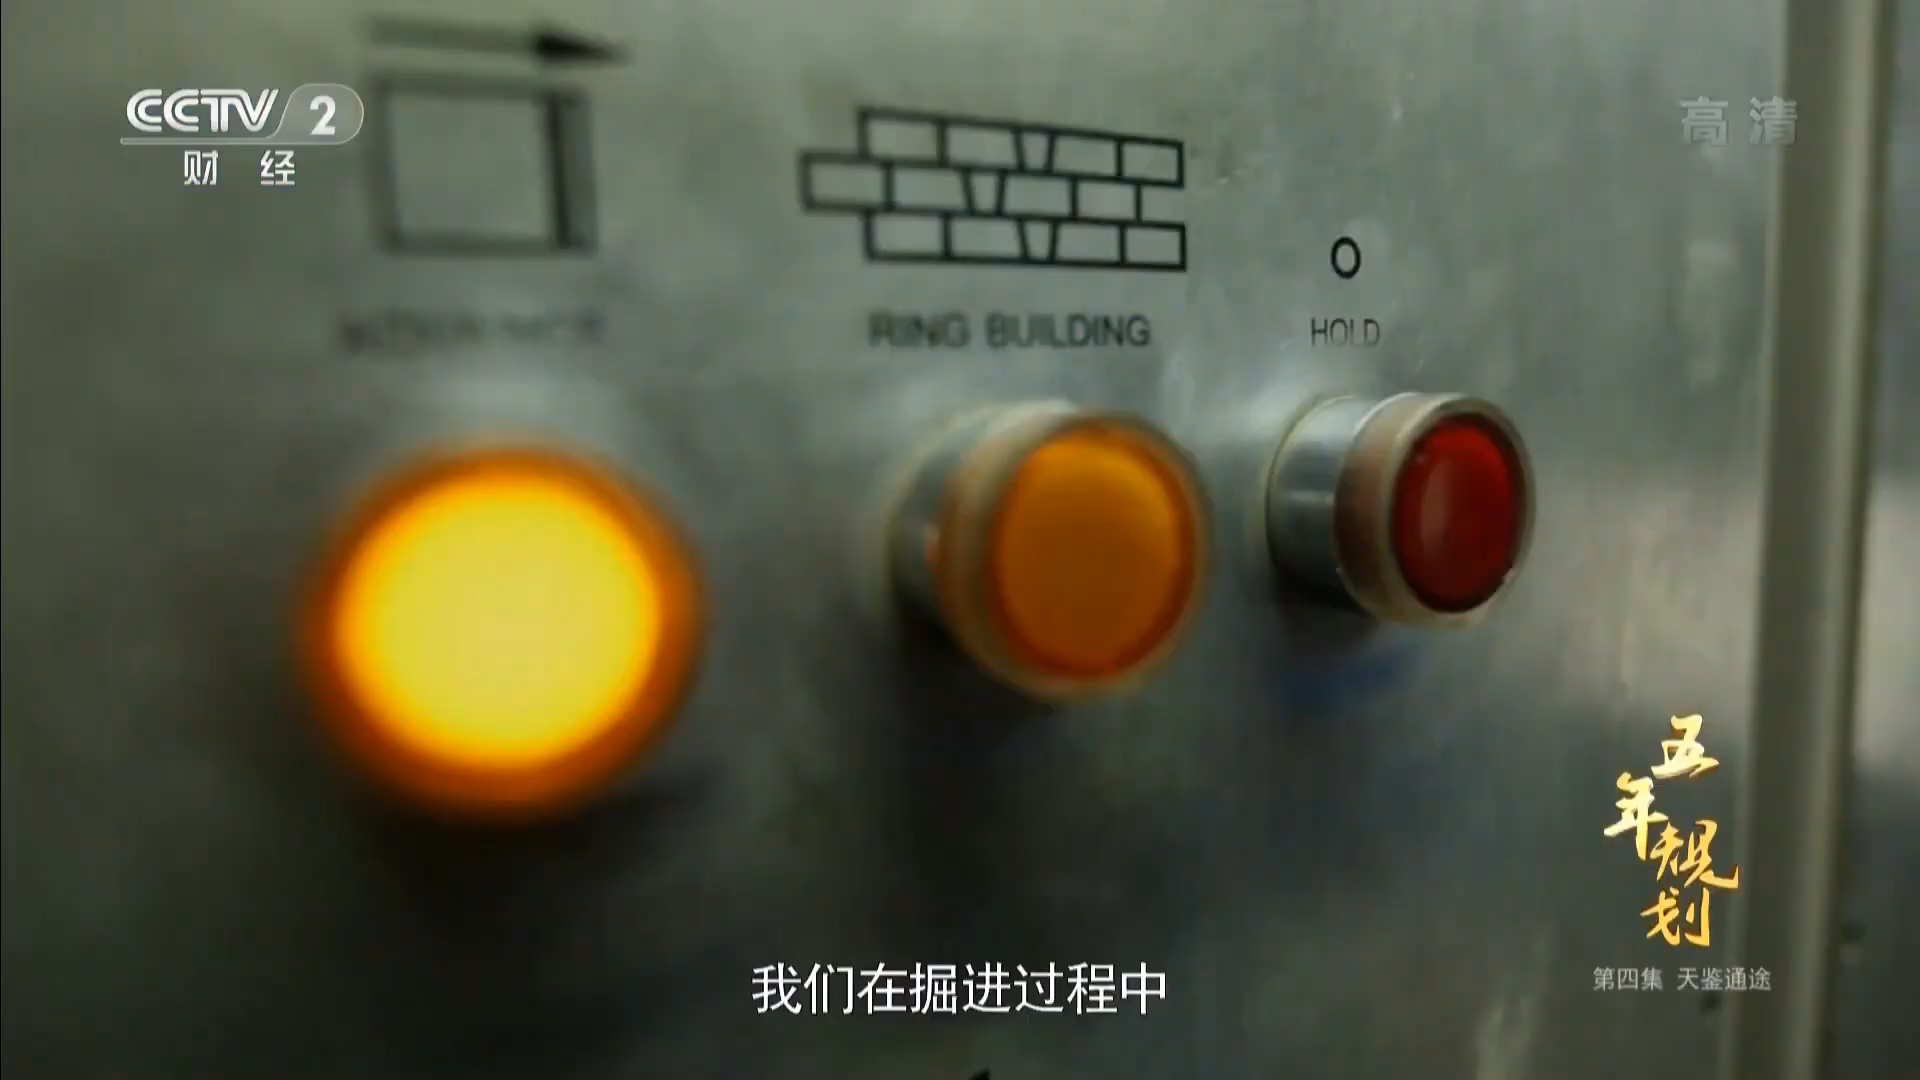 CCTV 2
财 经
高 清
RING BUILDING
O
HOLD
五年规划
我们在掘进过程中
第四集 天鉴通途